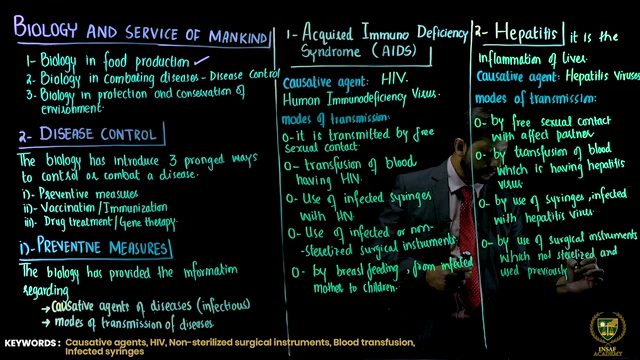 BIOLOGY AND SERVICE OF MANKIND
1- Biology in food production
2- Biology in combating diseases - Disease control
3- Biology in protection and conservation of
environment.
2- DISEASE CONTROL
The biology has introduce 3 pronged ways
to control or combat a disease.
i)- Preventive measures
ii)- Vaccination/Immunization
iii)- Drug treatment/Gene therapy.
i)- PREVENTIVE MEASURES
The biology has provided the information
regarding
→ Causative agents of diseases (infectious)
→ modes of transmission of diseases
1- Acquired Immuno Deficiency
Syndrome (AIDS)
Causative agent: HIV.
Human Immunodeficiency Virus.
modes of transmission:
0- it is transmitted by free
sexual contact.
0- transfusion of blood
having HIV.
0- Use of infected Syringes
with HIV.
0- Use of infected or non-
steralized surgical instruments.
0- by breast feeding, from infected
mother to children.
2- Hepatitis it is the
inflammation of liver.
Causative agent: Hepatitis Viruses
modes of transmission:
0- by free sexual contact
with affect partner
0- by transfusion of blood
which is having hepatitis
virus.
0- by use of syringes, infected
with hepatitis virus.
0- by use of surgical instruments
which not steralized and
used previously
KEYWORDS : Causative agents, HIV, Non-sterilized surgical instruments, Blood transfusion,
Infected syringes
INSAF
ACADEMY